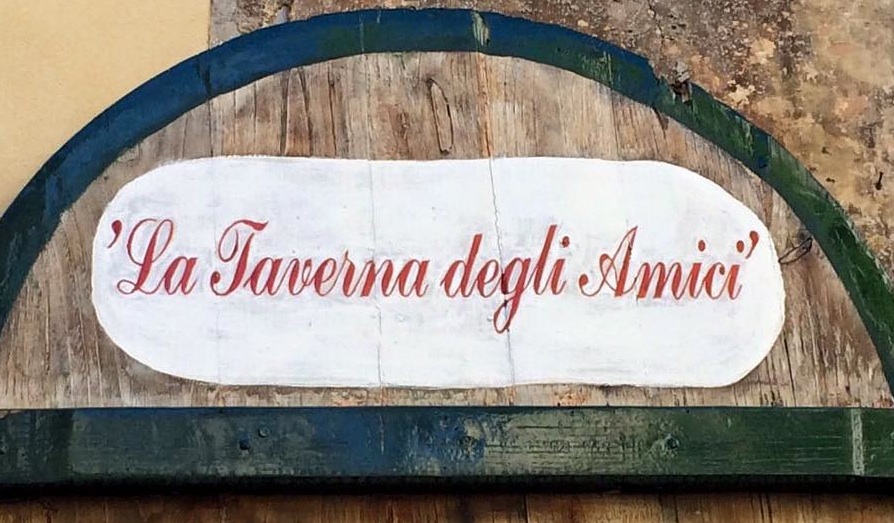 ’La Taverna degli Amici’